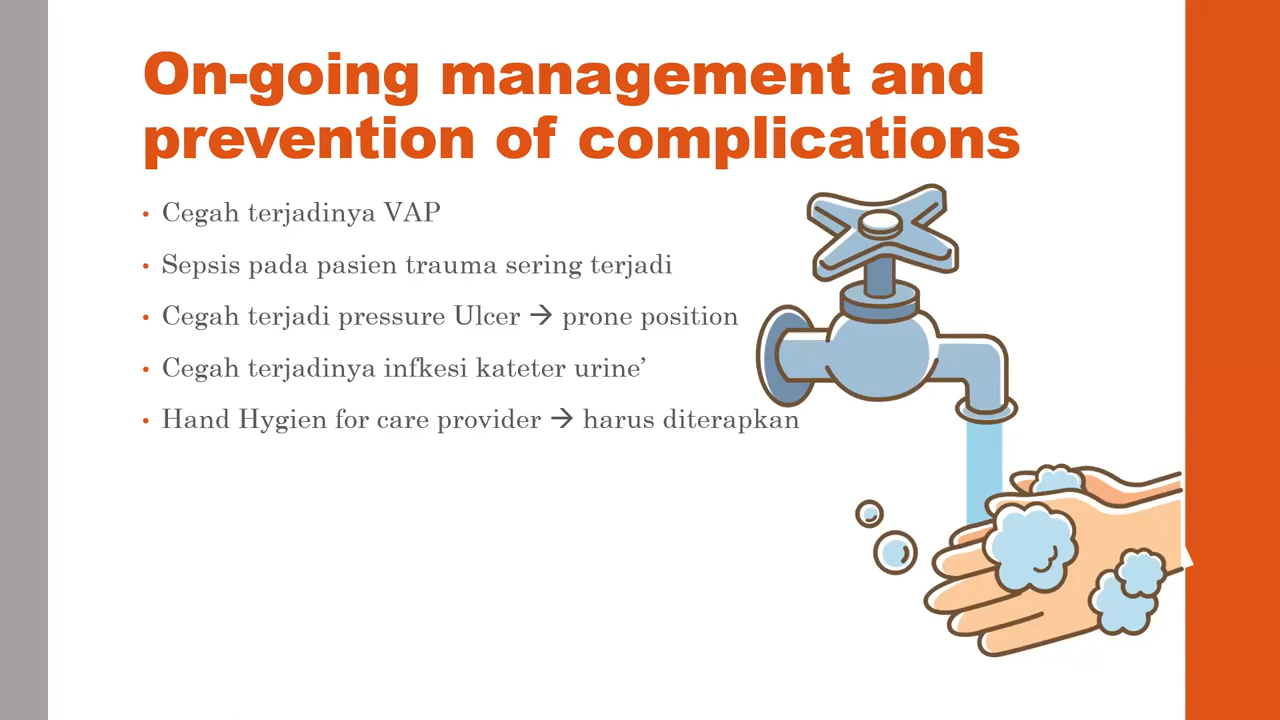 On-going management and
prevention of complications
• Cegah terjadinya VAP
• Sepsis pada pasien trauma sering terjadi
• Cegah terjadi pressure Ulcer → prone position
• Cegah terjadinya infkesi kateter urine’
• Hand Hygien for care provider → harus diterapkan